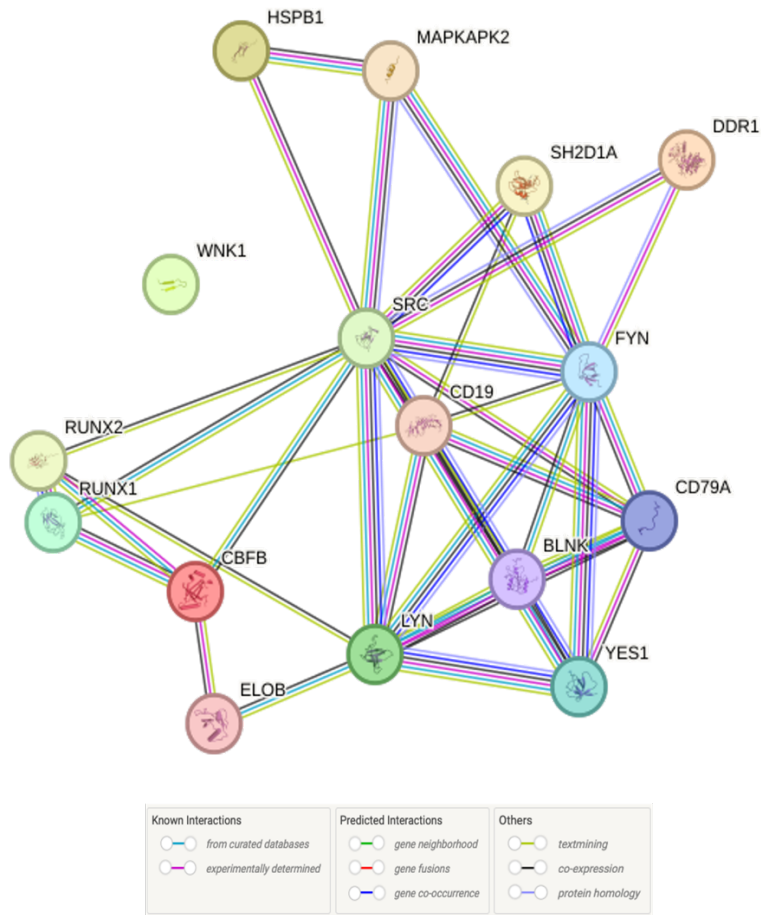 HSPB1
MAPKAPK2
DDR1
SH2D1A
WNK1
SRC
FYN
CD19
RUNX2
RUNX1
CD79A
BLNK
CBFB
LYN
YES1
ELOB
Known Interactions
from curated databases
experimentally determined
Predicted Interactions
gene neighborhood
gene fusions
gene co-occurrence
Others
textmining
co-expression
protein homology